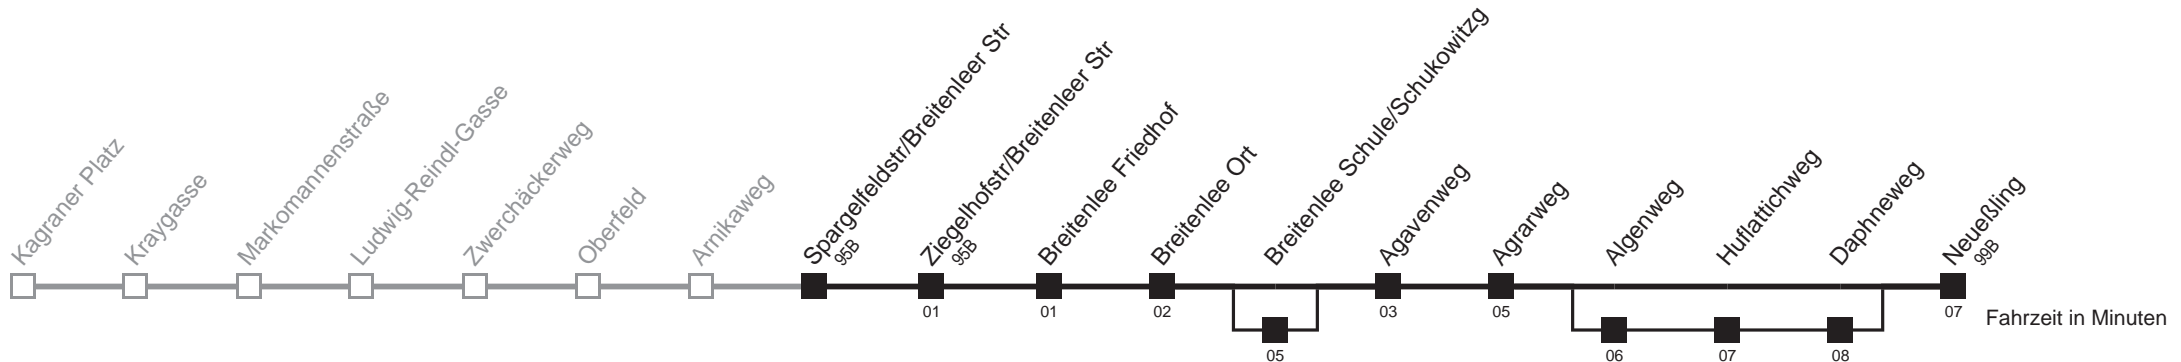 Kagraner Platz
Kraygasse
Markomannenstraße
Ludwig-Reindl-Gasse
Zwerchäckerweg
Oberfeld
Arnikaweg
Spargelfeldstr/Breitenleer Str
95B
Ziegelhofstr/Breitenleer Str
95B
Breitenlee Friedhof
Breitenlee Ort
Breitenlee Schule/Schukowitzg
Agavenweg
Agrarweg
Algenweg
Huflattichweg
Daphneweg
Neueßling
99B
01
01
02
05
03
05
06
07
08
07
Fahrzeit in Minuten